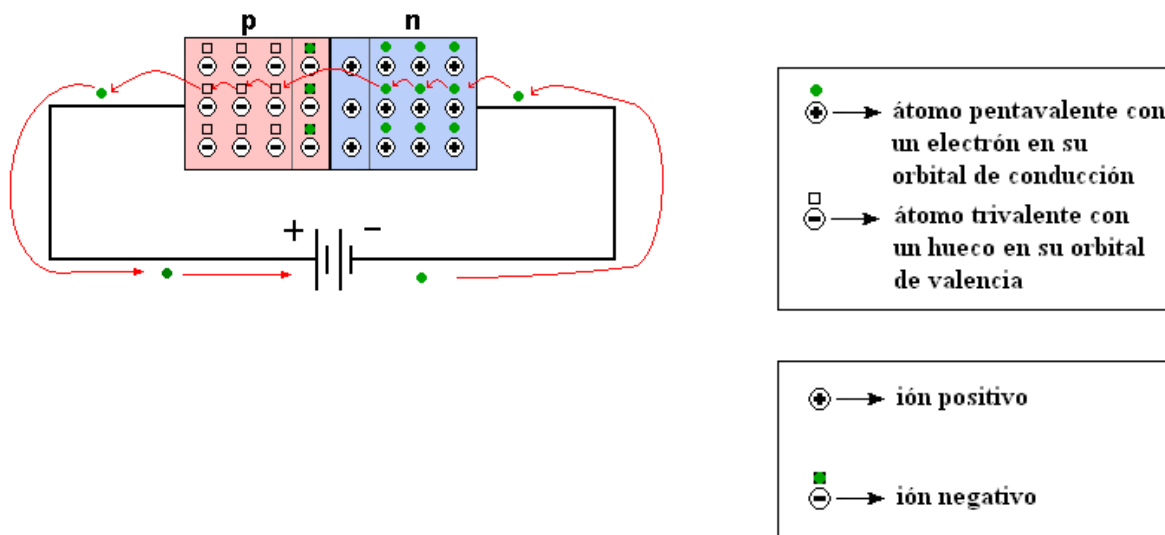 p n
+ −
átomo pentavalente con
un electrón en su
orbital de conducción
átomo trivalente con
un hueco en su orbital
de valencia
ión positivo
ión negativo